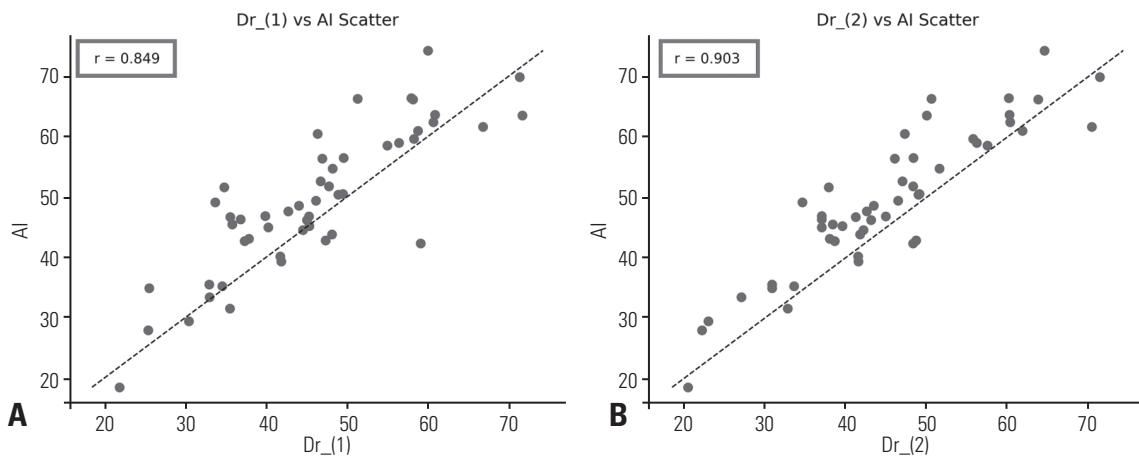 Dr_(1) vs AI Scatter
r = 0.849
70
60
50
40
30
20
AI
20 30 40 50 60 70
Dr_(1)
A
Dr_(2) vs AI Scatter
r = 0.903
70
60
50
40
30
20
AI
20 30 40 50 60 70
Dr_(2)
B